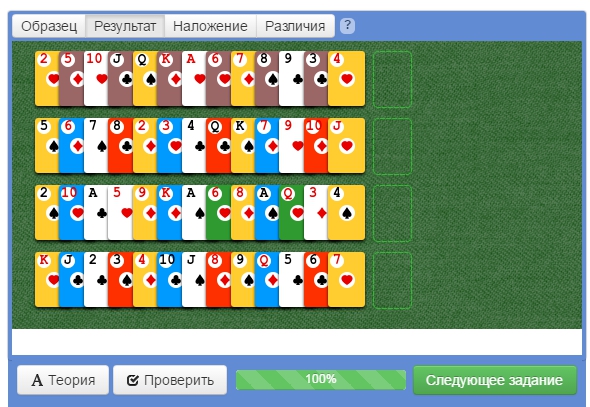 Образец Результат Наложение Различия ?
2 5 10 J Q K A 6 7 8 9 3 4
5 6 7 8 2 3 4 Q K 7 9 10 J
2 10 A 5 9 K A 6 8 A Q 3 4
K J 2 3 4 10 J 8 9 Q 5 6 7
A Теория Проверить 100% Следующее задание